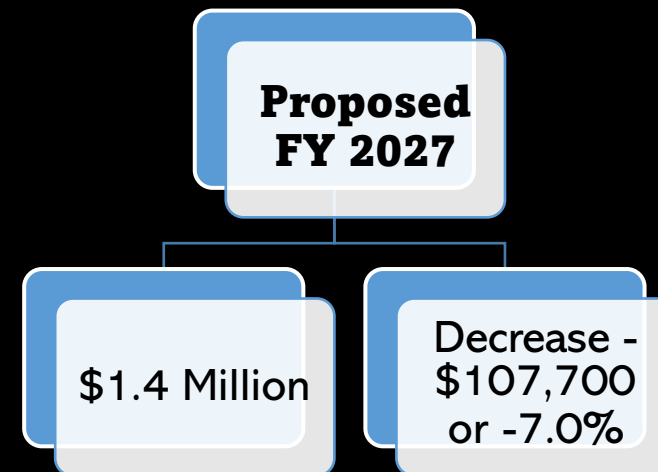 Proposed
FY 2027
$1.4 Million
Decrease -
$107,700
or -7.0%